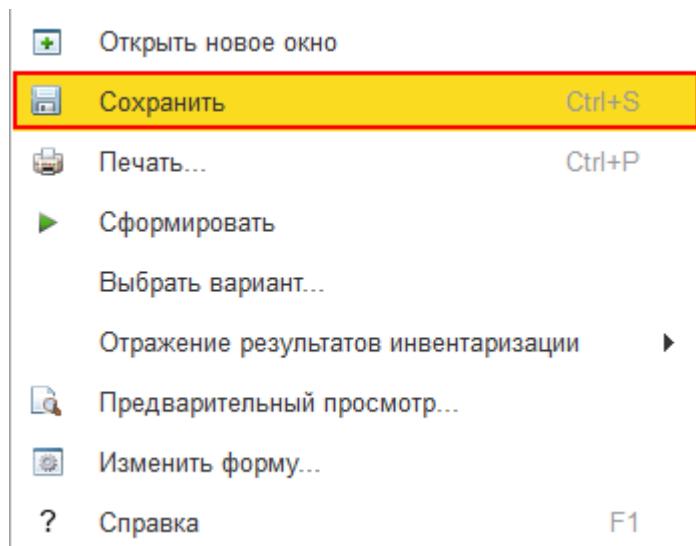 Открыть новое окно
Сохранить Ctrl+S
Печать... Ctrl+P
Сформировать
Выбрать вариант...
Отражение результатов инвентаризации
Предварительный просмотр...
Изменить форму...
? Справка F1